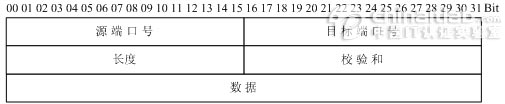 00 01 02 03 04 05 06 07 08 09 10 11 12 13 14 15 16 17 18 19 20 21 22 23 24 25 26 27 28 29 30 31 Bit
源端口号 目标端口号
长度 校验和
数据